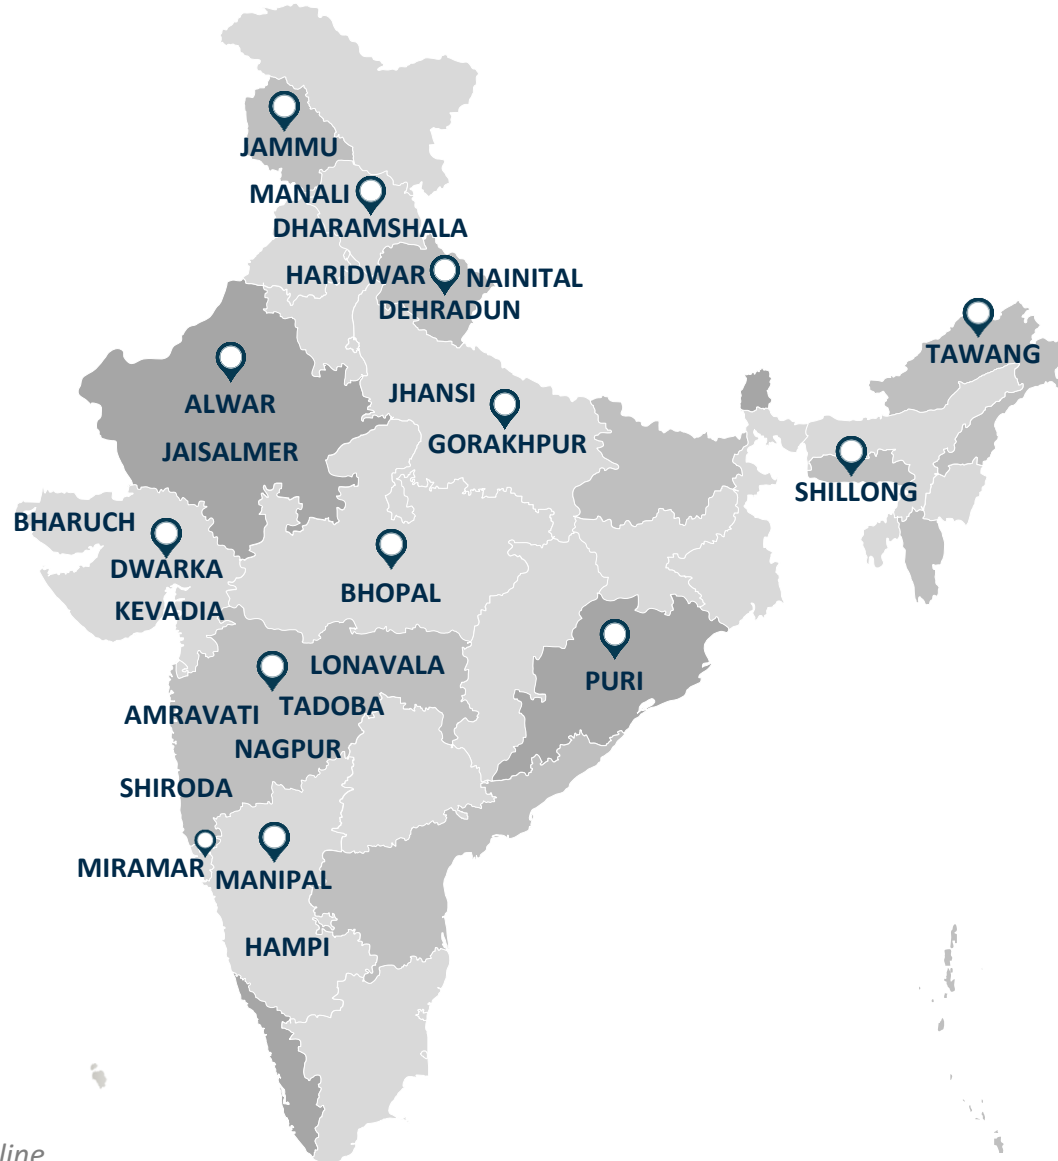 JAMMU
MANALI
DHARAMSHALA
HARIDWAR NAINITAL
DEHRADUN
TAWANG
ALWAR
JHANSI
GORAKHPUR
JAISALMER
SHILLONG
BHARUCH
DWARKA
BHOPAL
KEVADIA
LONAVALA
PURI
AMRAVATI TADOBA
NAGPUR
SHIRODA
MIRAMAR MANIPAL
HAMPI
line